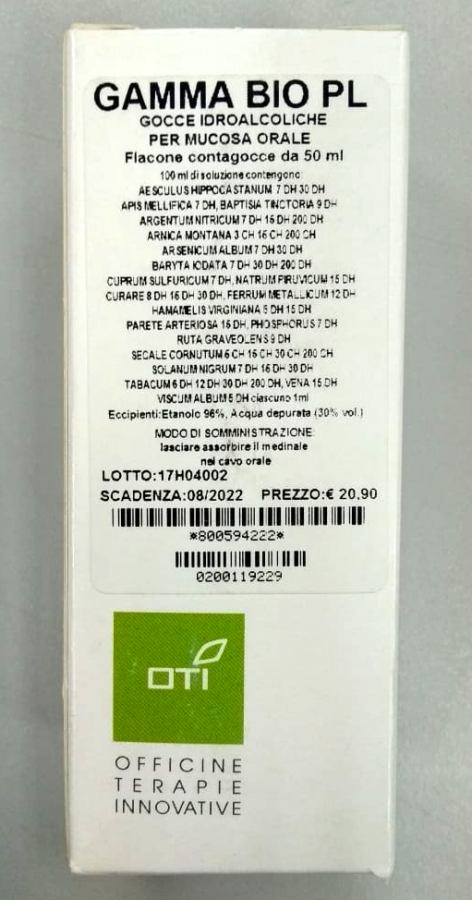 GAMMA BIO PL
GOCCE IDROALCOLICHE
PER MUCOSA ORALE
Flacone contagocce da 50 ml
100 ml di soluzione contengono:
AESCULUS HIPPOCASTANUM 7 DH 30 DH
APIS MELLIFICA 7 DH, BAPTISIA TINCTORIA 9 DH
ARGENTUM NITRICUM 7 DH 16 DH 200 DH
ARNICA MONTANA 3 CH 16 CH 200 CH
ARSENICUM ALBUM 7 DH 30 DH
BARYTA IODATA 7 DH 30 DH 200 DH
CUPRUM SULFURICUM 7 DH, NATRUM PIRUVICUM 15 DH
CURARE 8 DH 16 DH 30 DH, FERRUM METALLICUM 12 DH
HAMAMELIS VIRGINIANA 6 DH 15 DH
PARETE ARTERIOSA 15 DH, PHOSPHORUS 7 DH
RUTA GRAVEOLENS 9 DH
SECALE CORNUTUM 6 CH 16 CH 30 CH 200 CH
SOLANUM NIGRUM 7 DH 16 DH 30 DH
TABACUM 6 DH 12 DH 30 DH 200 DH, VENA 15 DH
VISCUM ALBUM 5 DH ciascuno 1ml
Eccipienti: Etanolo 96%, Acqua depurata (30% vol.)
MODO DI SOMMINISTRAZIONE:
lasciare assorbire il medinale
nel cavo orale
LOTTO:17H04002
SCADENZA:08/2022 PREZZO:€ 20.90
*800594222*
0200119229
OTI
OFFICINE
TERAPIE
INNOVATIVE